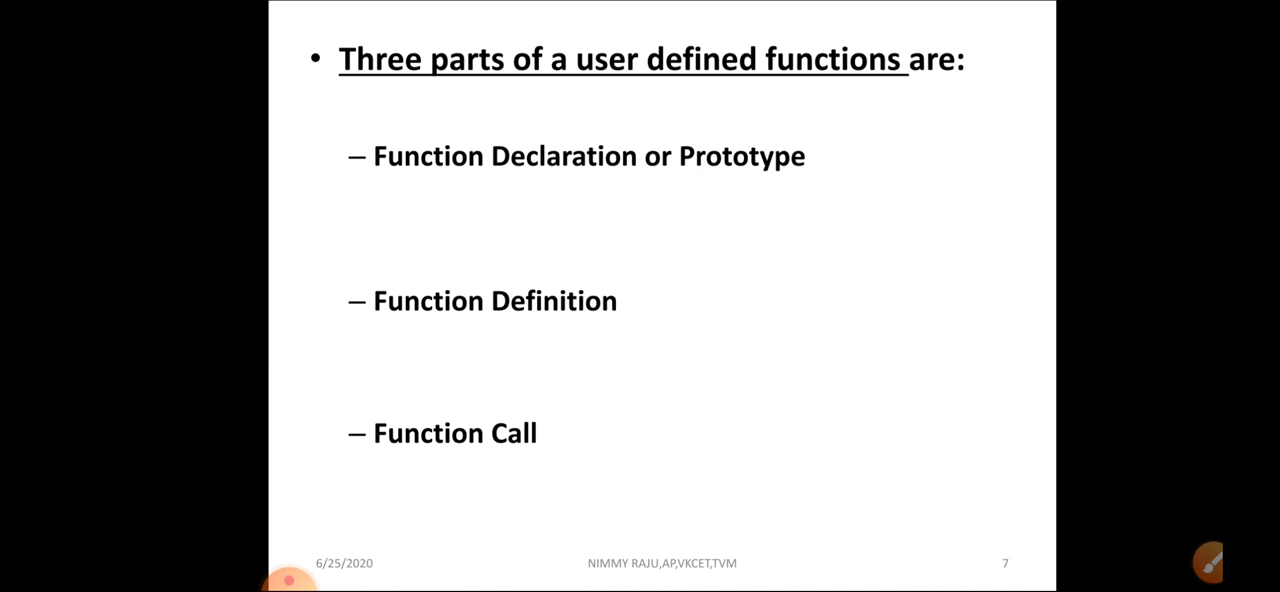 • Three parts of a user defined functions are:
– Function Declaration or Prototype
– Function Definition
– Function Call
6/25/2020 NIMMY RAJU,AP,VKCET,TVM 7